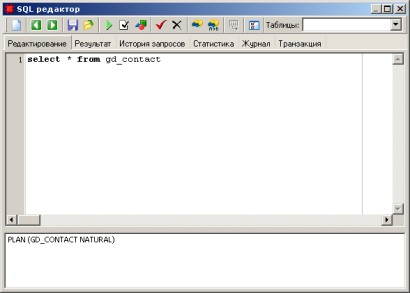 SQL редактор
Таблицы:
Редактирование Результат История запросов Статистика Журнал Транзакция
1 select * from gd_contact
PLAN (GD_CONTACT NATURAL)